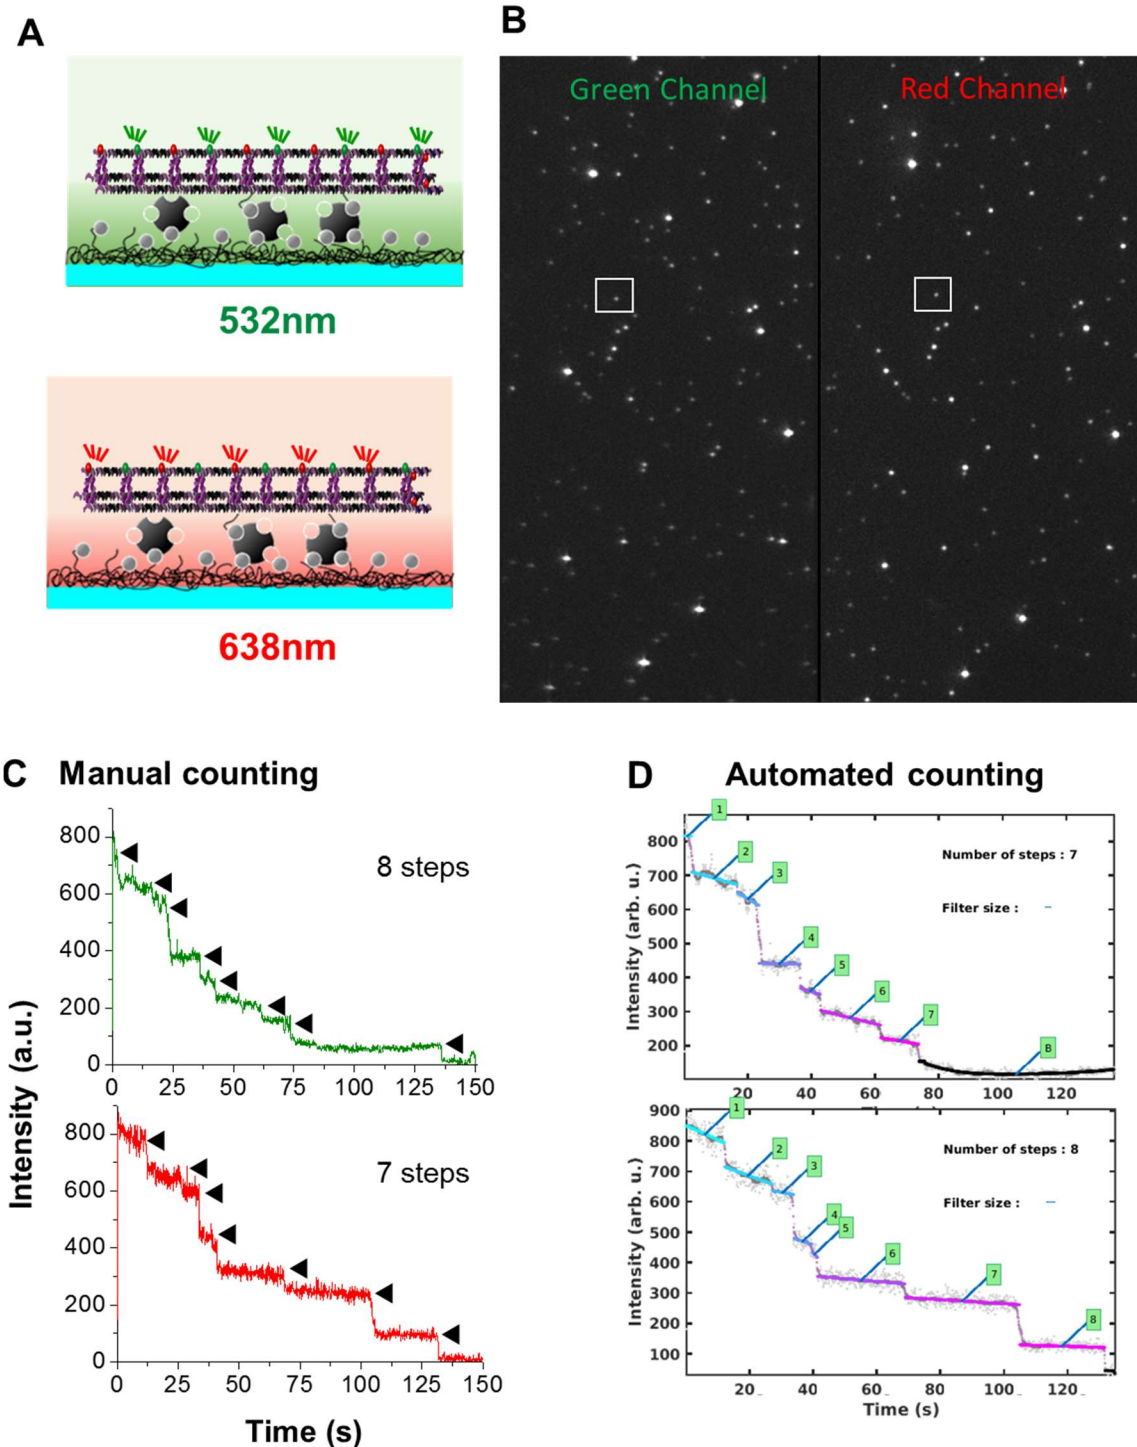 A
532nm
638nm
B
Green Channel
Red Channel
C Manual counting
Intensity (a.u.)
800
600
400
200
0
8 steps
0 25 50 75 100 125 150
800
600
400
200
0
7 steps
0 25 50 75 100 125 150
Time (s)
D Automated counting
Intensity (arb. u.)
800
700
600
500
400
300
200
1
2
3
4
5
6
7
B
Number of steps : 7
Filter size :
20 40 60 80 100 120
Intensity (arb. u.)
900
800
700
600
500
400
300
200
100
1
2
3
4
5
6
7
8
Number of steps : 8
Filter size :
20 40 60 80 100 120
Time (s)